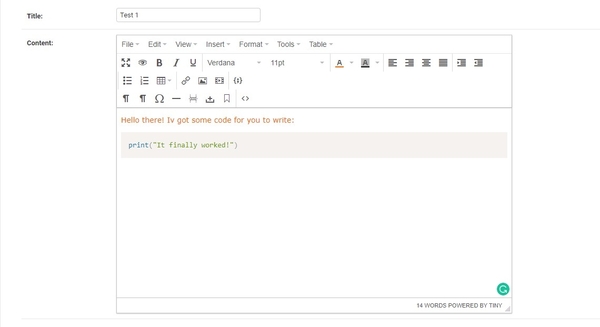 Title:
Test 1
Content:
File Edit View Insert Format Tools Table
B I U Verdana 11pt A A
Hello there! Iv got some code for you to write:
print("It finally worked!")
14 WORDS POWERED BY TINY